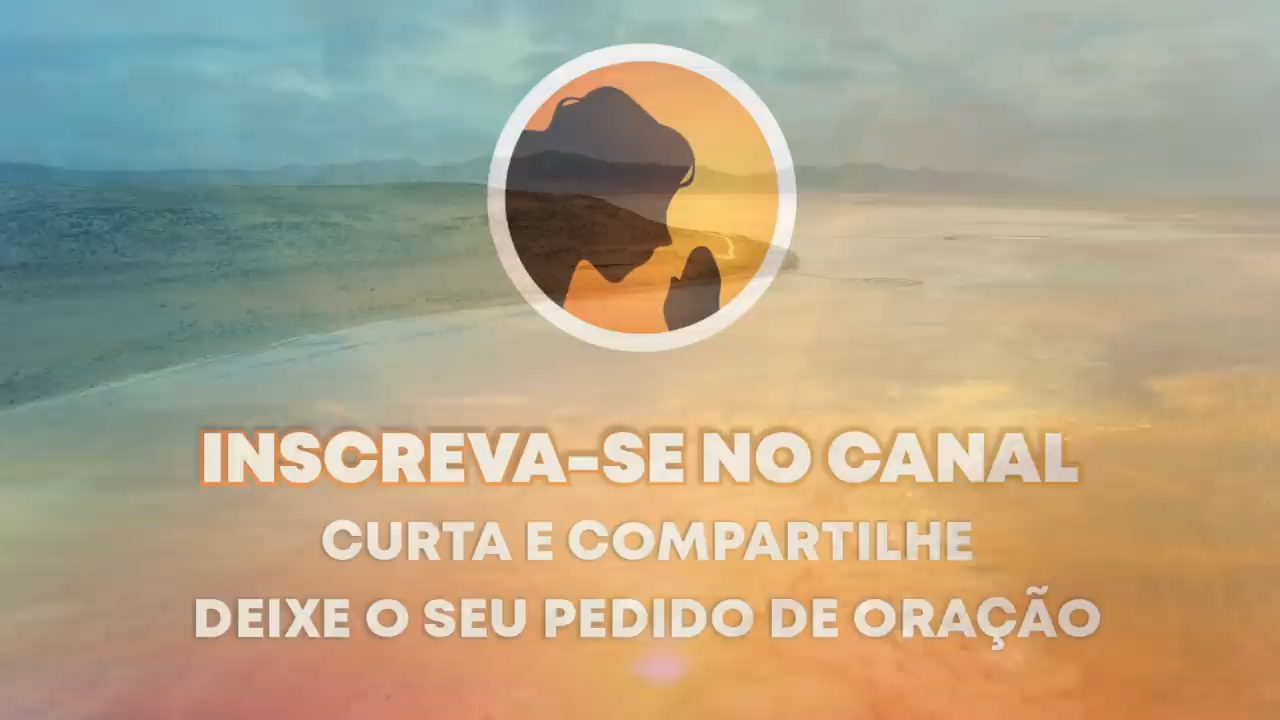 INSCREVA-SE NO CANAL
CURTA E COMPARTILHE
DEIXE O SEU PEDIDO DE ORAÇÃO